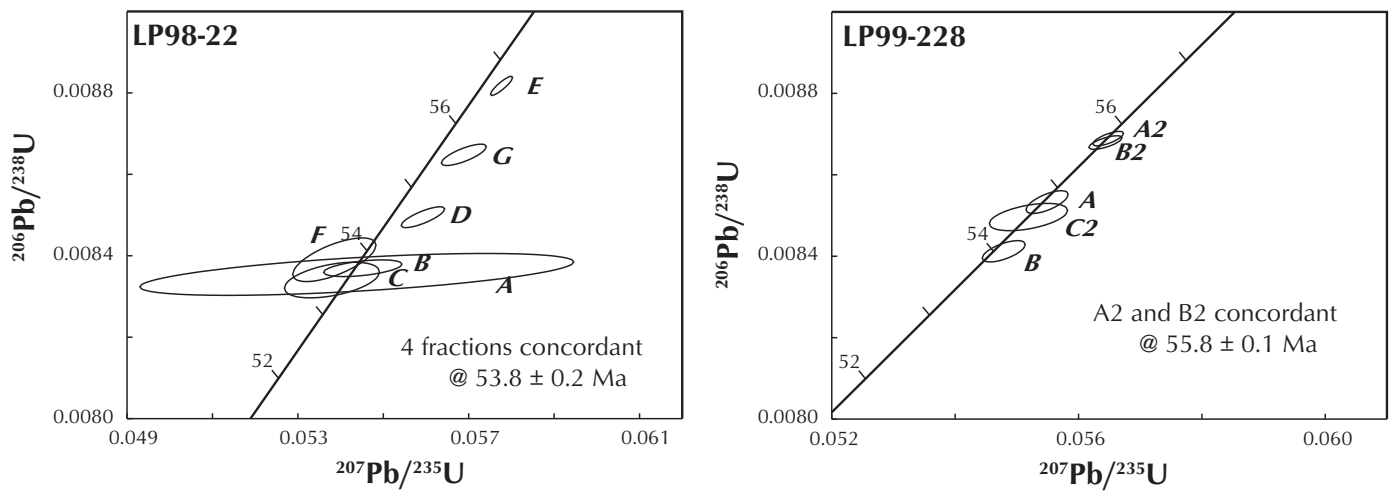 LP98-22
0.0088
0.0084
0.0080
²⁰⁶Pb/²³⁸U
56
54
52
E
G
D
F
B
C
A
4 fractions concordant
@ 53.8 ± 0.2 Ma
0.049
0.053
0.057
0.061
²⁰⁷Pb/²³⁵U
LP99-228
0.0088
0.0084
0.0080
²⁰⁶Pb/²³⁸U
56
54
52
A2
B2
A
C2
B
A2 and B2 concordant
@ 55.8 ± 0.1 Ma
0.052
0.056
0.060
²⁰⁷Pb/²³⁵U